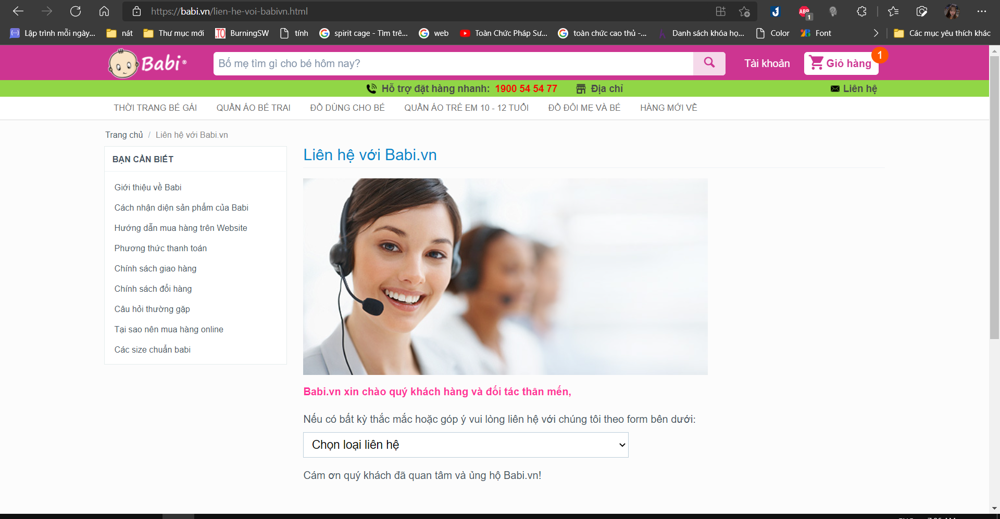 https://babi.vn/lien-he-voi-babivn.html
ABP
1
Lập trình mỗi ngày...
nát
Thư mục mới
.TO
BurningSW
tính
spirit cage - Tìm trê...
web
Toàn Chức Pháp Sư...
toàn chức cao thủ -...
Danh sách khóa họ...
Color
Font
Các mục yêu thích khác
Babi®
Bố mẹ tìm gì cho bé hôm nay?
Tài khoản
Giỏ hàng
1
Hỗ trợ đặt hàng nhanh: 1900 54 54 77
Địa chỉ
Liên hệ
THỜI TRANG BÉ GÁI
QUẦN ÁO BÉ TRAI
ĐỒ DÙNG CHO BÉ
QUẦN ÁO TRẺ EM 10 - 12 TUỔI
ĐỒ ĐÔI MẸ VÀ BÉ
HÀNG MỚI VỀ
Trang chủ / Liên hệ với Babi.vn
BẠN CẦN BIẾT
Giới thiệu về Babi
Cách nhận diện sản phẩm của Babi
Hướng dẫn mua hàng trên Website
Phương thức thanh toán
Chính sách giao hàng
Chính sách đổi hàng
Câu hỏi thường gặp
Tại sao nên mua hàng online
Các size chuẩn babi
Liên hệ với Babi.vn
Babi.vn xin chào quý khách hàng và đối tác thân mến,
Nếu có bất kỳ thắc mắc hoặc góp ý vui lòng liên hệ với chúng tôi theo form bên dưới:
Chọn loại liên hệ
Cám ơn quý khách đã quan tâm và ủng hộ Babi.vn!